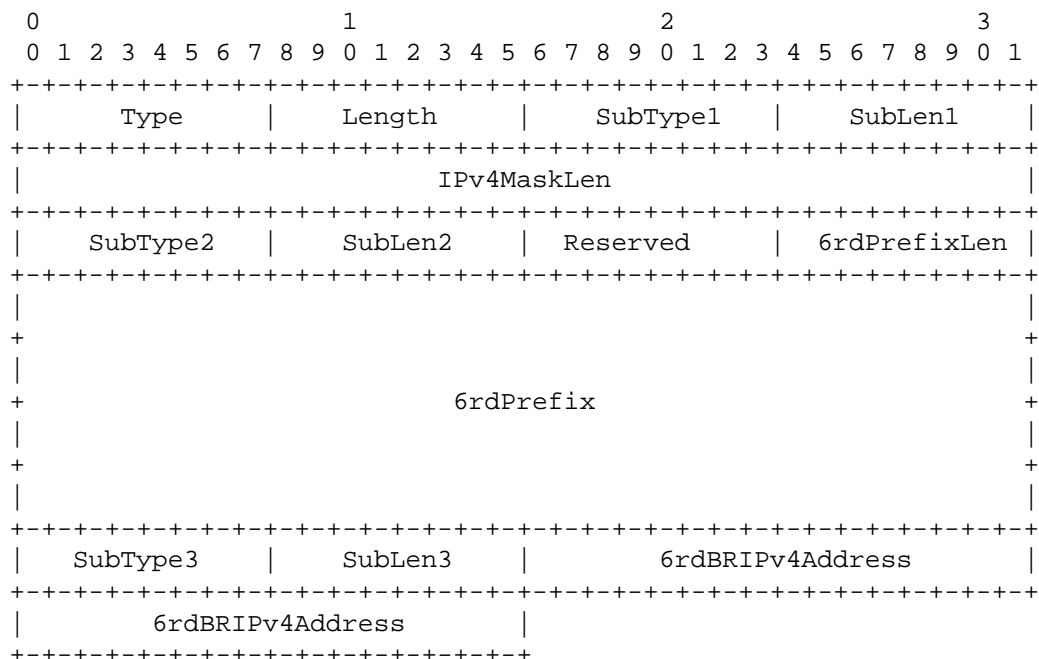 0                   1                   2                   3
 0 1 2 3 4 5 6 7 8 9 0 1 2 3 4 5 6 7 8 9 0 1 2 3 4 5 6 7 8 9 0 1
+-+-+-+-+-+-+-+-+-+-+-+-+-+-+-+-+-+-+-+-+-+-+-+-+-+-+-+-+-+-+-+-+
|      Type     |    Length     |    SubType1   |    SubLen1    |
+-+-+-+-+-+-+-+-+-+-+-+-+-+-+-+-+-+-+-+-+-+-+-+-+-+-+-+-+-+-+-+-+
|                          IPv4MaskLen                          |
+-+-+-+-+-+-+-+-+-+-+-+-+-+-+-+-+-+-+-+-+-+-+-+-+-+-+-+-+-+-+-+-+
|    SubType2   |    SubLen2    |  Reserved     |  6rdPrefixLen |
+-+-+-+-+-+-+-+-+-+-+-+-+-+-+-+-+-+-+-+-+-+-+-+-+-+-+-+-+-+-+-+-+
|                                                               |
+                                                               +
|                                                               |
+                           6rdPrefix                           +
|                                                               |
+                                                               +
|                                                               |
+-+-+-+-+-+-+-+-+-+-+-+-+-+-+-+-+-+-+-+-+-+-+-+-+-+-+-+-+-+-+-+-+
|   SubType3    |    SubLen3    |        6rdBRIPv4Address       |
+-+-+-+-+-+-+-+-+-+-+-+-+-+-+-+-+-+-+-+-+-+-+-+-+-+-+-+-+-+-+-+-+
|        6rdBRIPv4Address       |
+-+-+-+-+-+-+-+-+-+-+-+-+-+-+-+-+